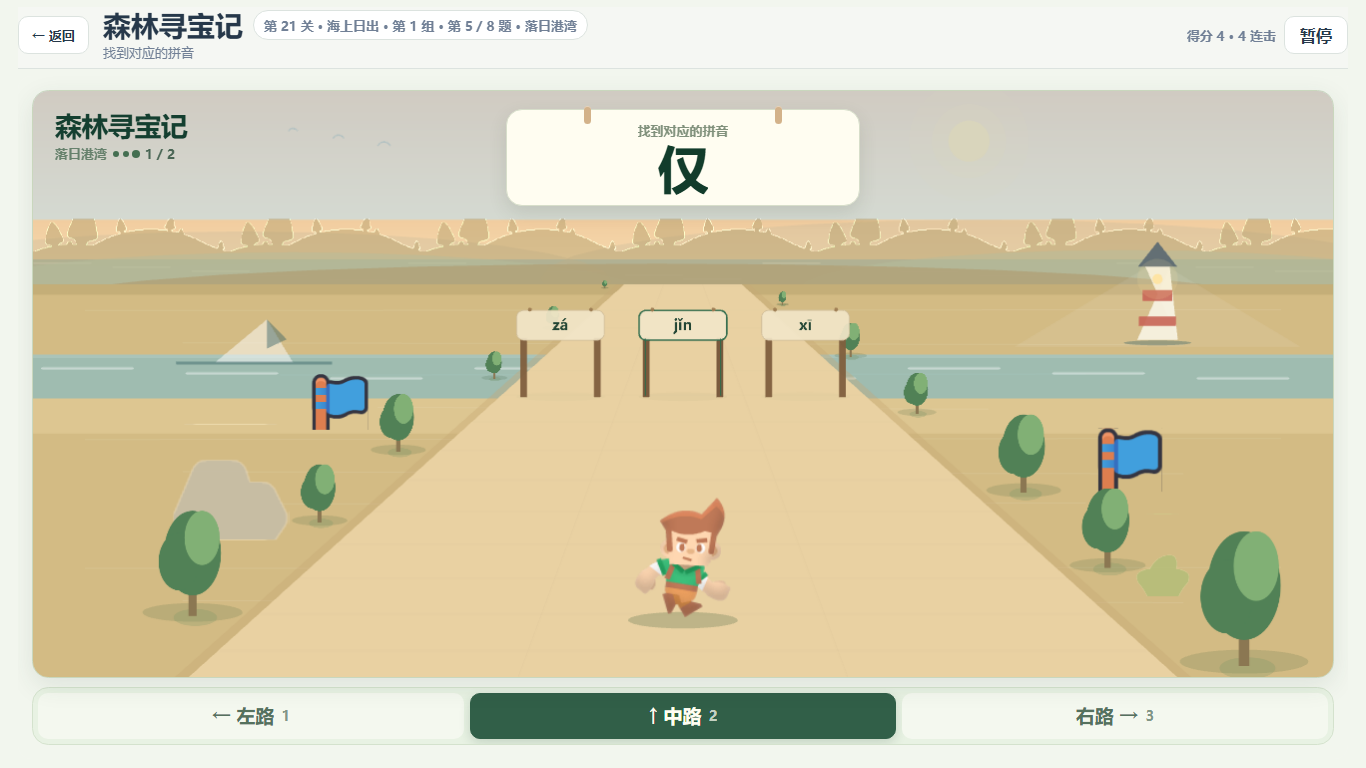 ← 返回
森林寻宝记
第 21 关 • 海上日出 • 第 1 组 • 第 5 / 8 题 • 落日港湾
找到对应的拼音
得分 4 • 4 连击
暂停
森林寻宝记
落日港湾 ●●● 1 / 2
找到对应的拼音
仅
zá
jǐn
xī
← 左路 1
↑ 中路 2
右路 → 3